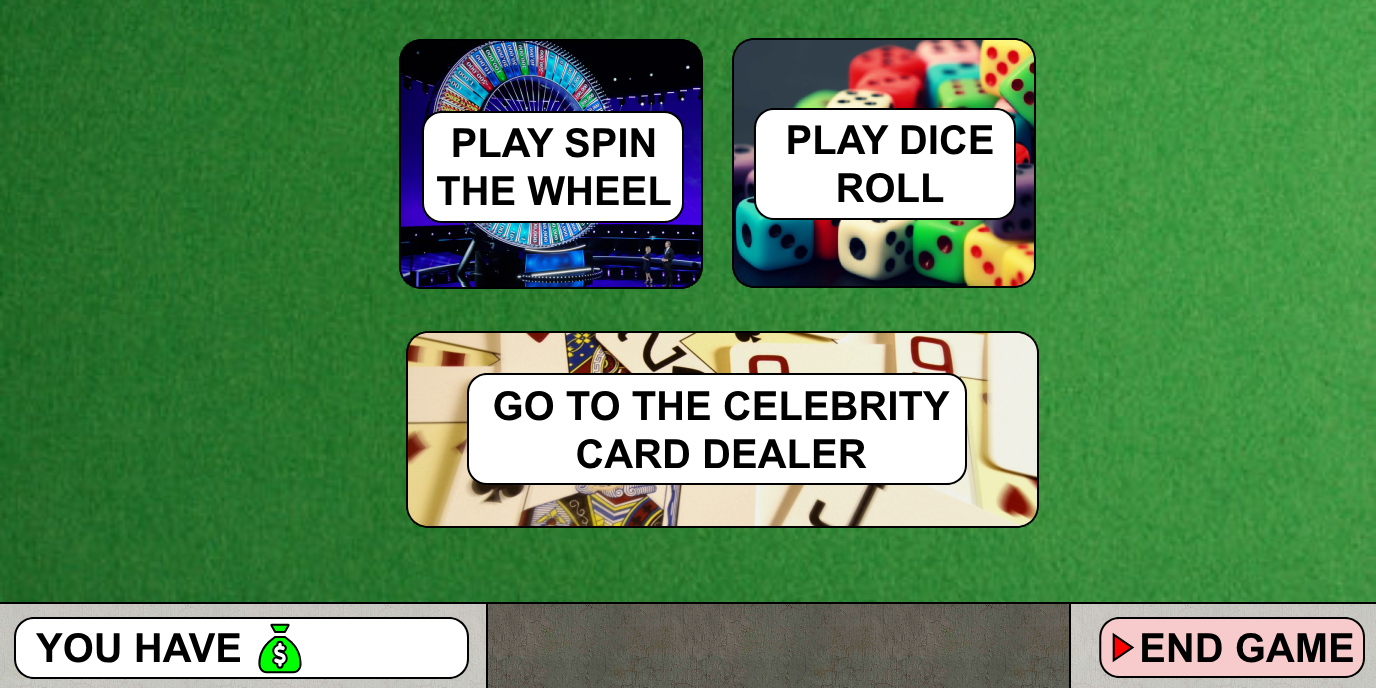 PLAY SPIN
THE WHEEL
PLAY DICE
ROLL
GO TO THE CELEBRITY
CARD DEALER
YOU HAVE $
END GAME